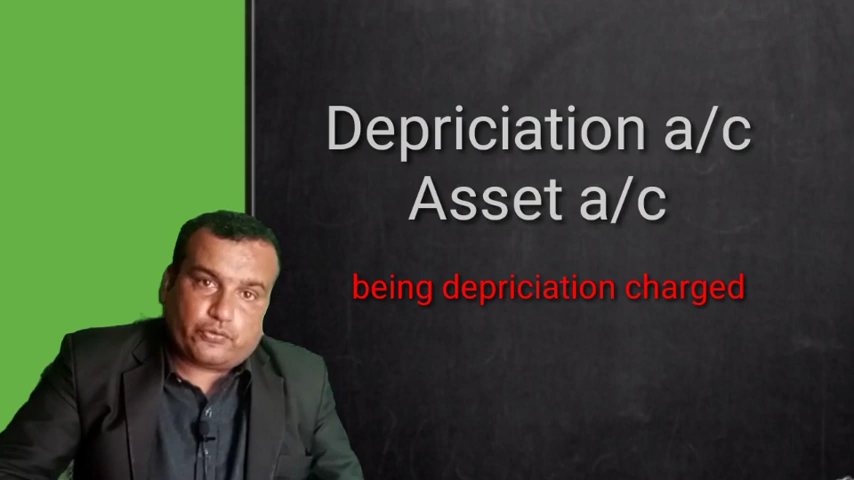 Depriciation a/c
Asset a/c
being depriciation charged